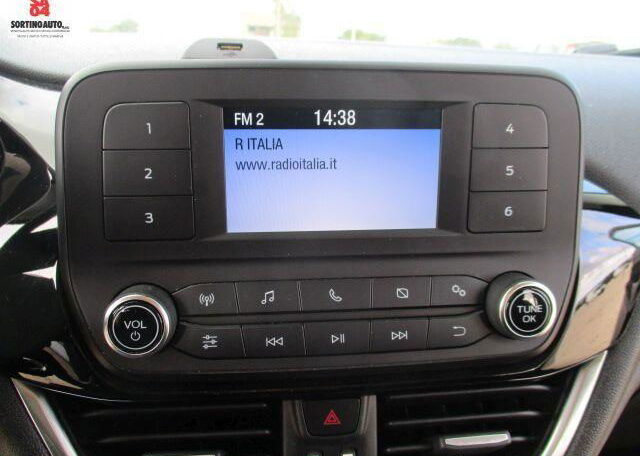 SORTINOAUTO
FM 2 14:38
R ITALIA
www.radioitalia.it
1
2
3
4
5
6
VOL
TUNE
OK